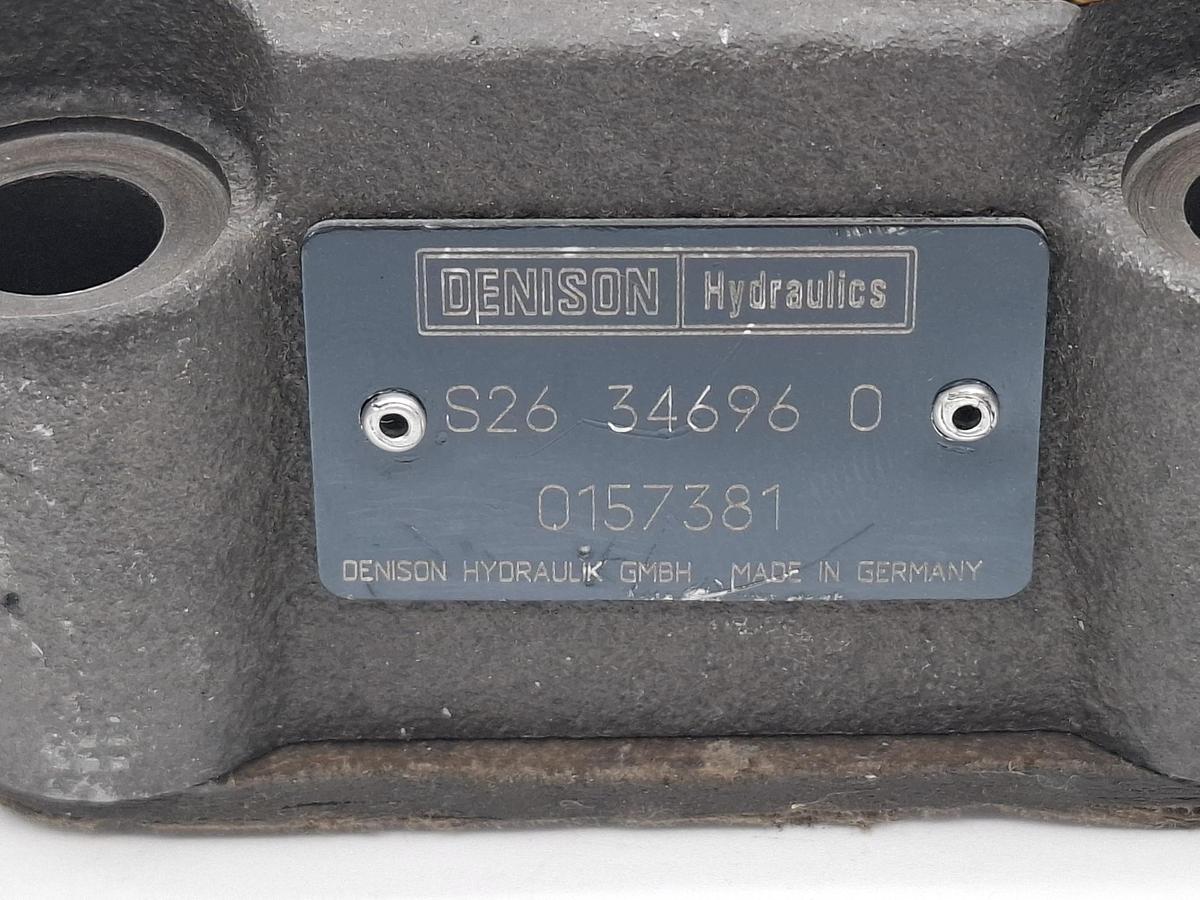 DENISON Hydraulics
S26 34696 0
0157381
DENISON HYDRAULIK GMBH MADE IN GERMANY